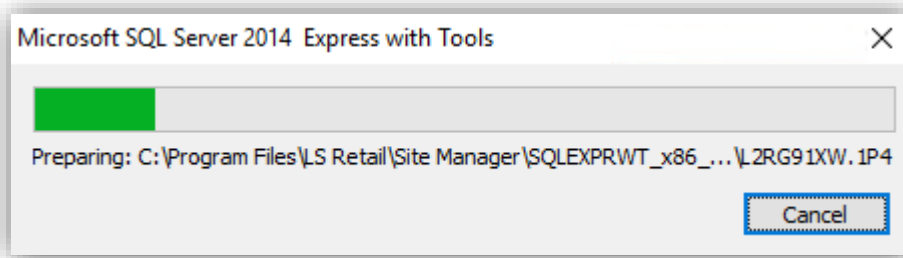 Microsoft SQL Server 2014 Express with Tools
Preparing: C:\Program Files\LS Retail\Site Manager\SQLEXPRWT_x86_...\L2RG91XW.1P4
Cancel